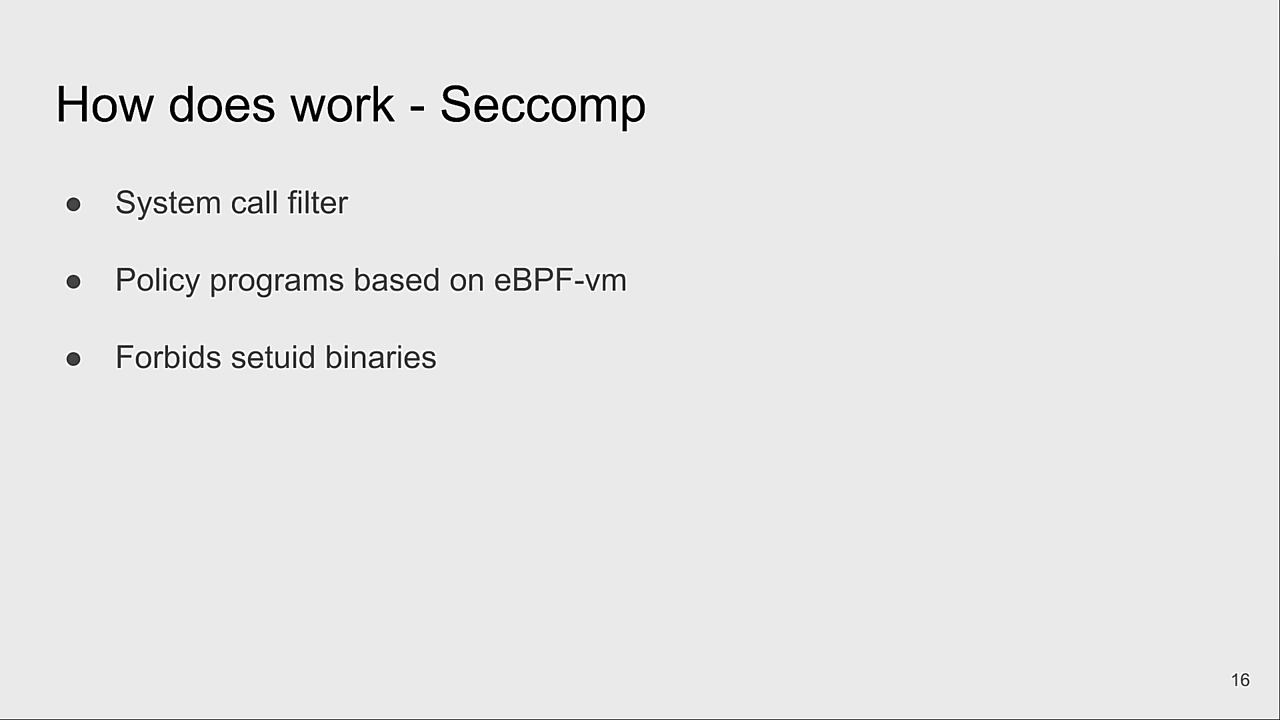 How does work - Seccomp
● System call filter
● Policy programs based on eBPF-vm
● Forbids setuid binaries
16